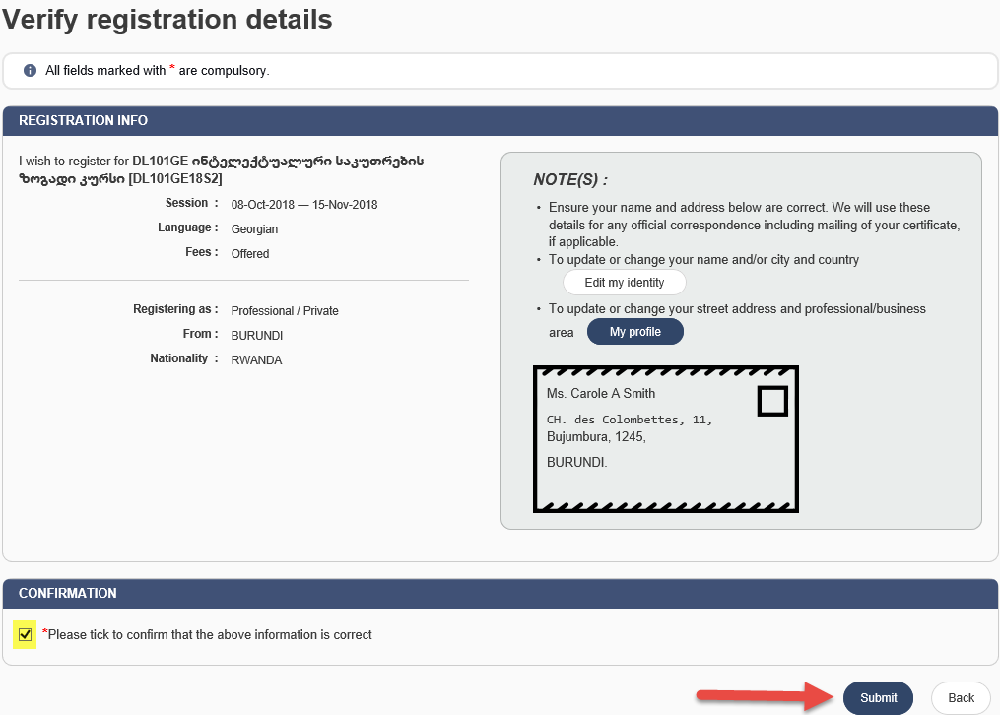 Verify registration details
All fields marked with * are compulsory.
REGISTRATION INFO
I wish to register for DL101GE ინტელექტუალური საკუთრების
ზოგადი კურსი [DL101GE18S2]
Session : 08-Oct-2018 — 15-Nov-2018
Language : Georgian
Fees : Offered
Registering as : Professional / Private
From : BURUNDI
Nationality : RWANDA
NOTE(S) :
• Ensure your name and address below are correct. We will use these
details for any official correspondence including mailing of your certificate,
if applicable.
• To update or change your name and/or city and country
Edit my identity
• To update or change your street address and professional/business
area My profile
Ms. Carole A Smith
CH. des Colombettes, 11,
Bujumbura, 1245,
BURUNDI.
CONFIRMATION
*Please tick to confirm that the above information is correct
Submit Back